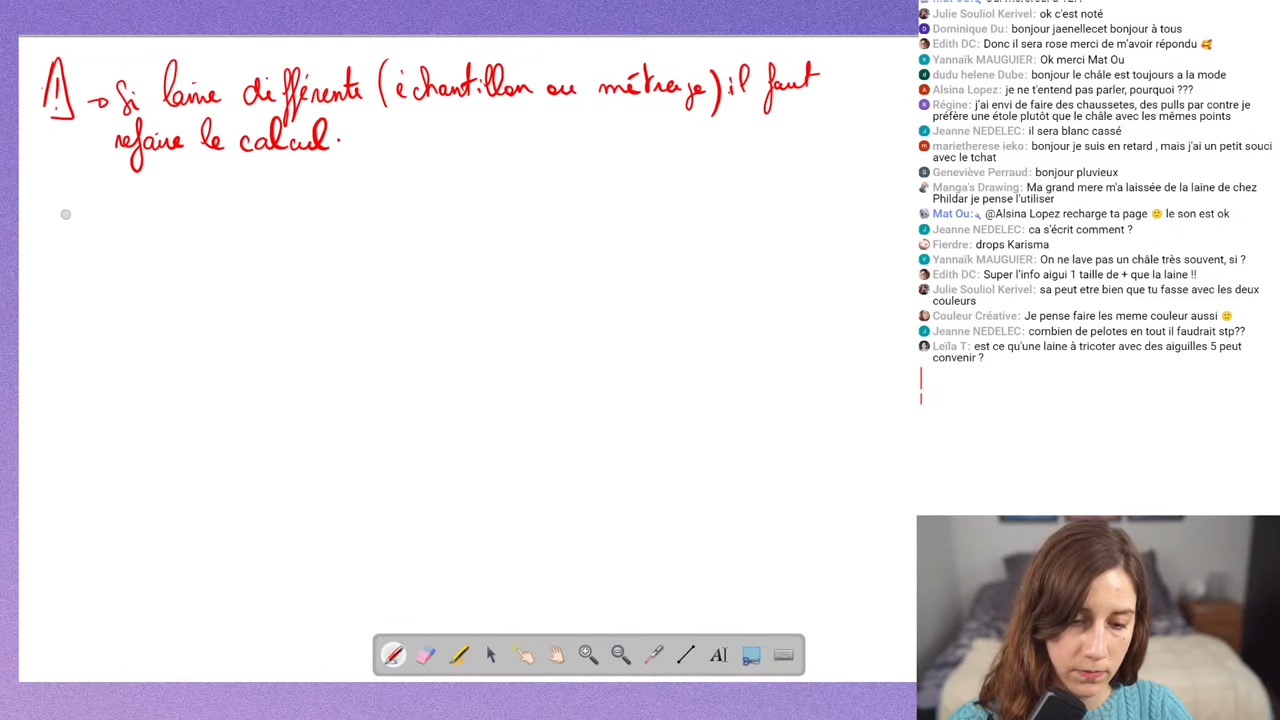 ⚠ → Si laine différente (échantillon ou métrage) il faut
refaire le calcul.
Julie Souliol Kerivel: ok c'est noté
Dominique Du: bonjour jaenellecet bonjour à tous
Edith DC: Donc il sera rose merci de m'avoir répondu 🥰
Yannaïk MAUGUIER: Ok merci Mat Ou
dudu helene Dube: bonjour le châle est toujours a la mode
Alsina Lopez: je ne t'entend pas parler, pourquoi ???
Régine: j'ai envi de faire des chaussetes, des pulls par contre je
préfère une étole plutôt que le châle avec les mêmes points
Jeanne NEDELEC: il sera blanc cassé
marietherese ieko: bonjour je suis en retard , mais j'ai un petit souci
avec le tchat
Geneviève Perraud: bonjour pluvieux
Manga's Drawing: Ma grand mere m'a laissée de la laine de chez
Phildar je pense l'utiliser
Mat Ou: @Alsina Lopez recharge ta page 🙂 le son est ok
Jeanne NEDELEC: ca s'écrit comment ?
Fierdre: drops Karisma
Yannaïk MAUGUIER: On ne lave pas un châle très souvent, si ?
Edith DC: Super l'info aigui 1 taille de + que la laine !!
Julie Souliol Kerivel: sa peut etre bien que tu fasse avec les deux
couleurs
Couleur Créative: Je pense faire les meme couleur aussi 🙂
Jeanne NEDELEC: combien de pelotes en tout il faudrait stp??
Leïla T: est ce qu'une laine à tricoter avec des aiguilles 5 peut
convenir ?
AI